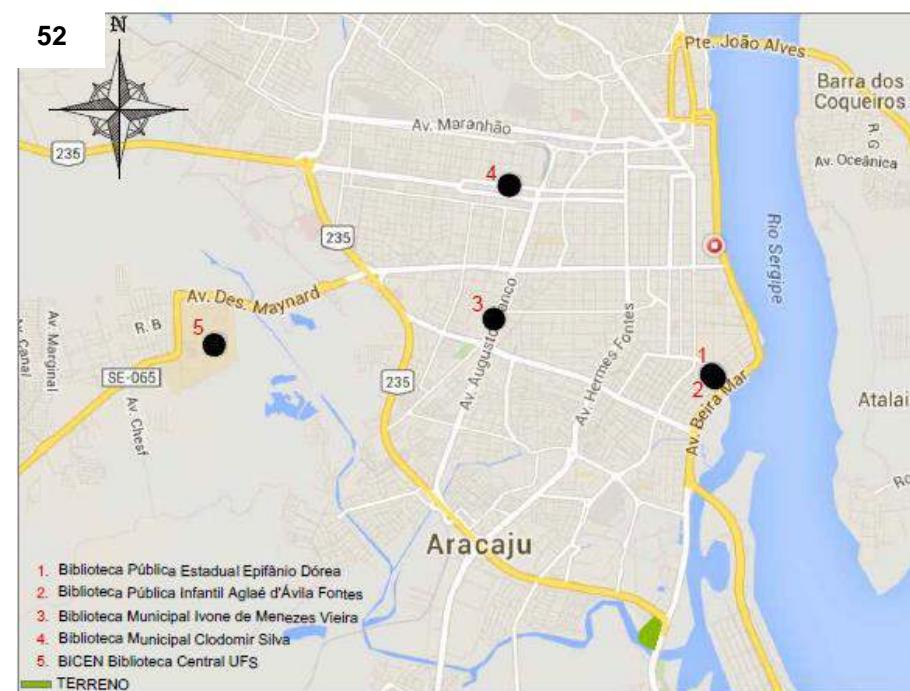 52
N
Pte. João Alves
Barra dos
Coqueiros
R. G
Av. Oceânica
Av. Maranhão
235
4
Rio Sergipe
235
Av. Des. Maynard
R. B
5
3
Av. Augusto Franco
Av. Hermes Fontes
1
2
Av. Beira Mar
Av. Canal
Av. Marginal
SE-065
Av. Chesf
235
Atalai
Ro
Aracaju
1. Biblioteca Pública Estadual Epifânio Dórea
2. Biblioteca Pública Infantil Aglaé d'Ávila Fontes
3. Biblioteca Municipal Ivone de Menezes Vieira
4. Biblioteca Municipal Clodomir Silva
5. BICEN Biblioteca Central UFS
TERRENO